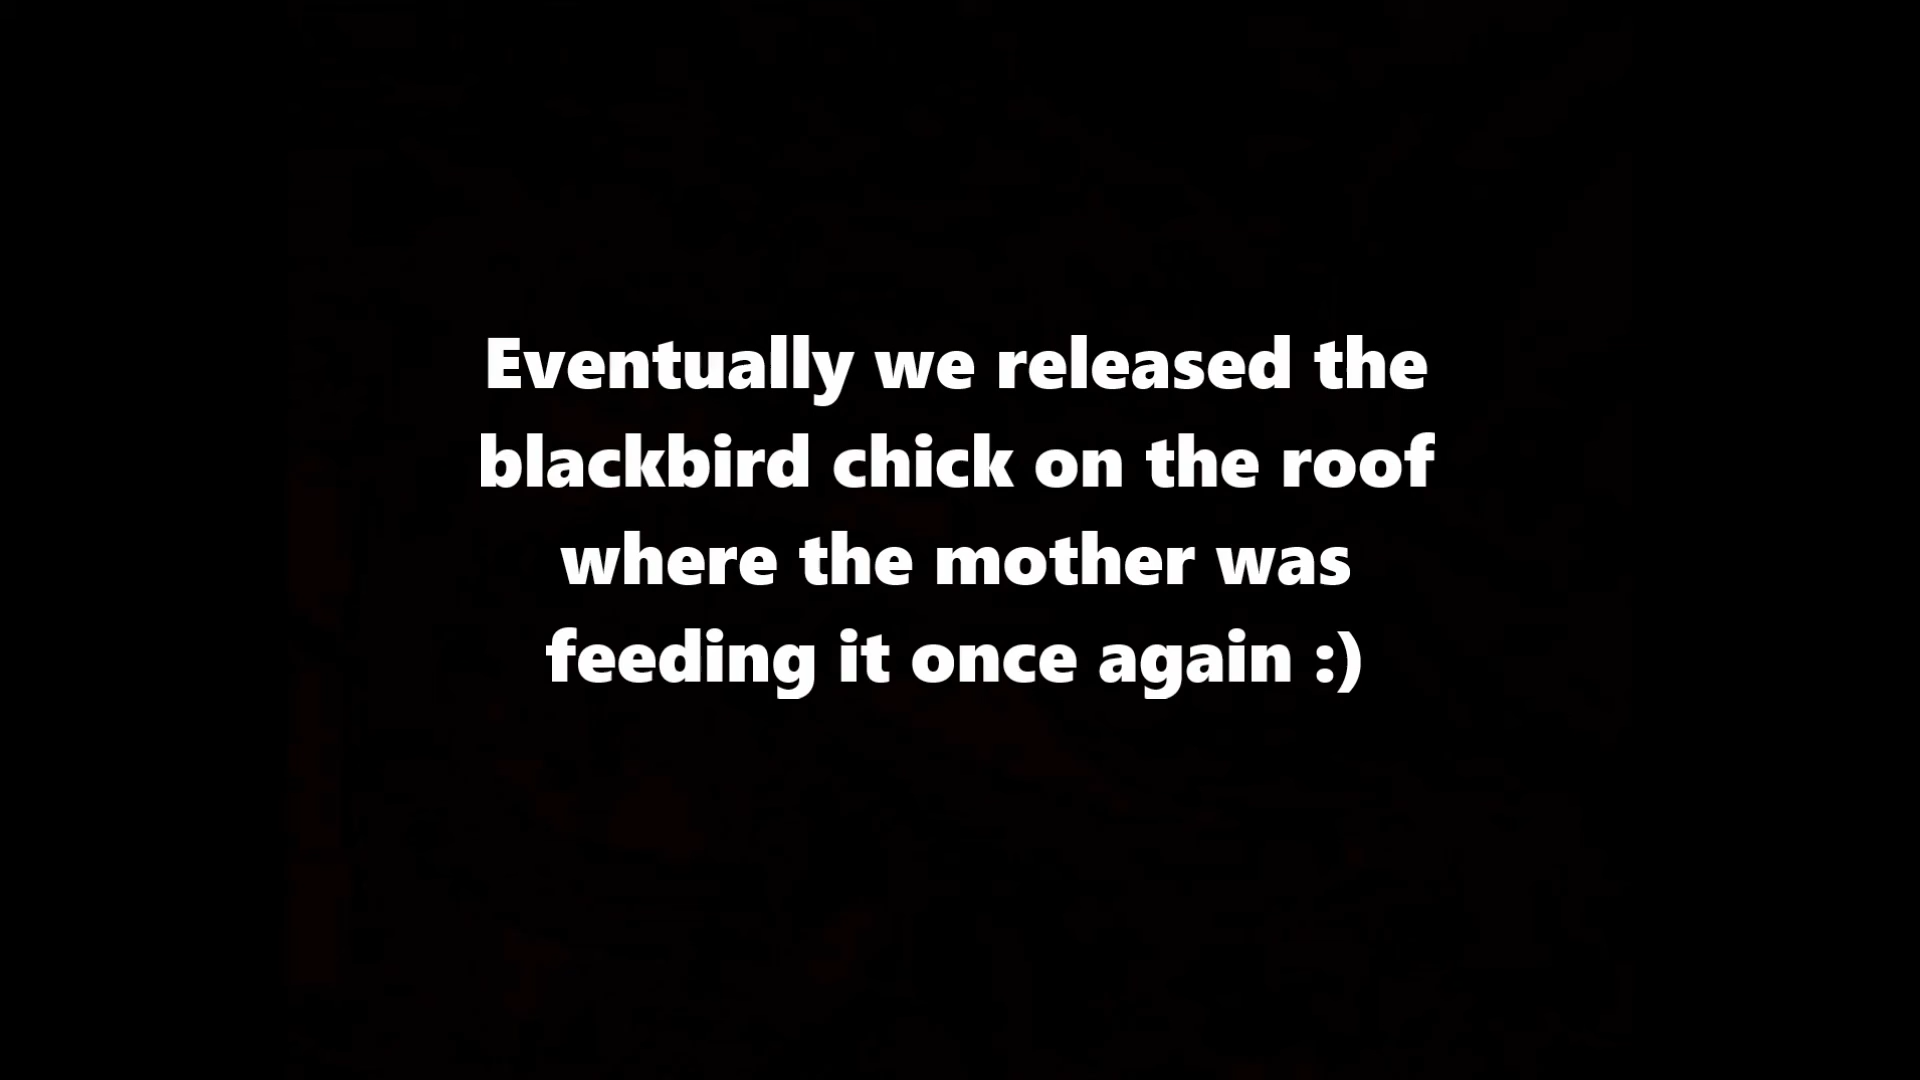 Eventually we released the
blackbird chick on the roof
where the mother was
feeding it once again :)